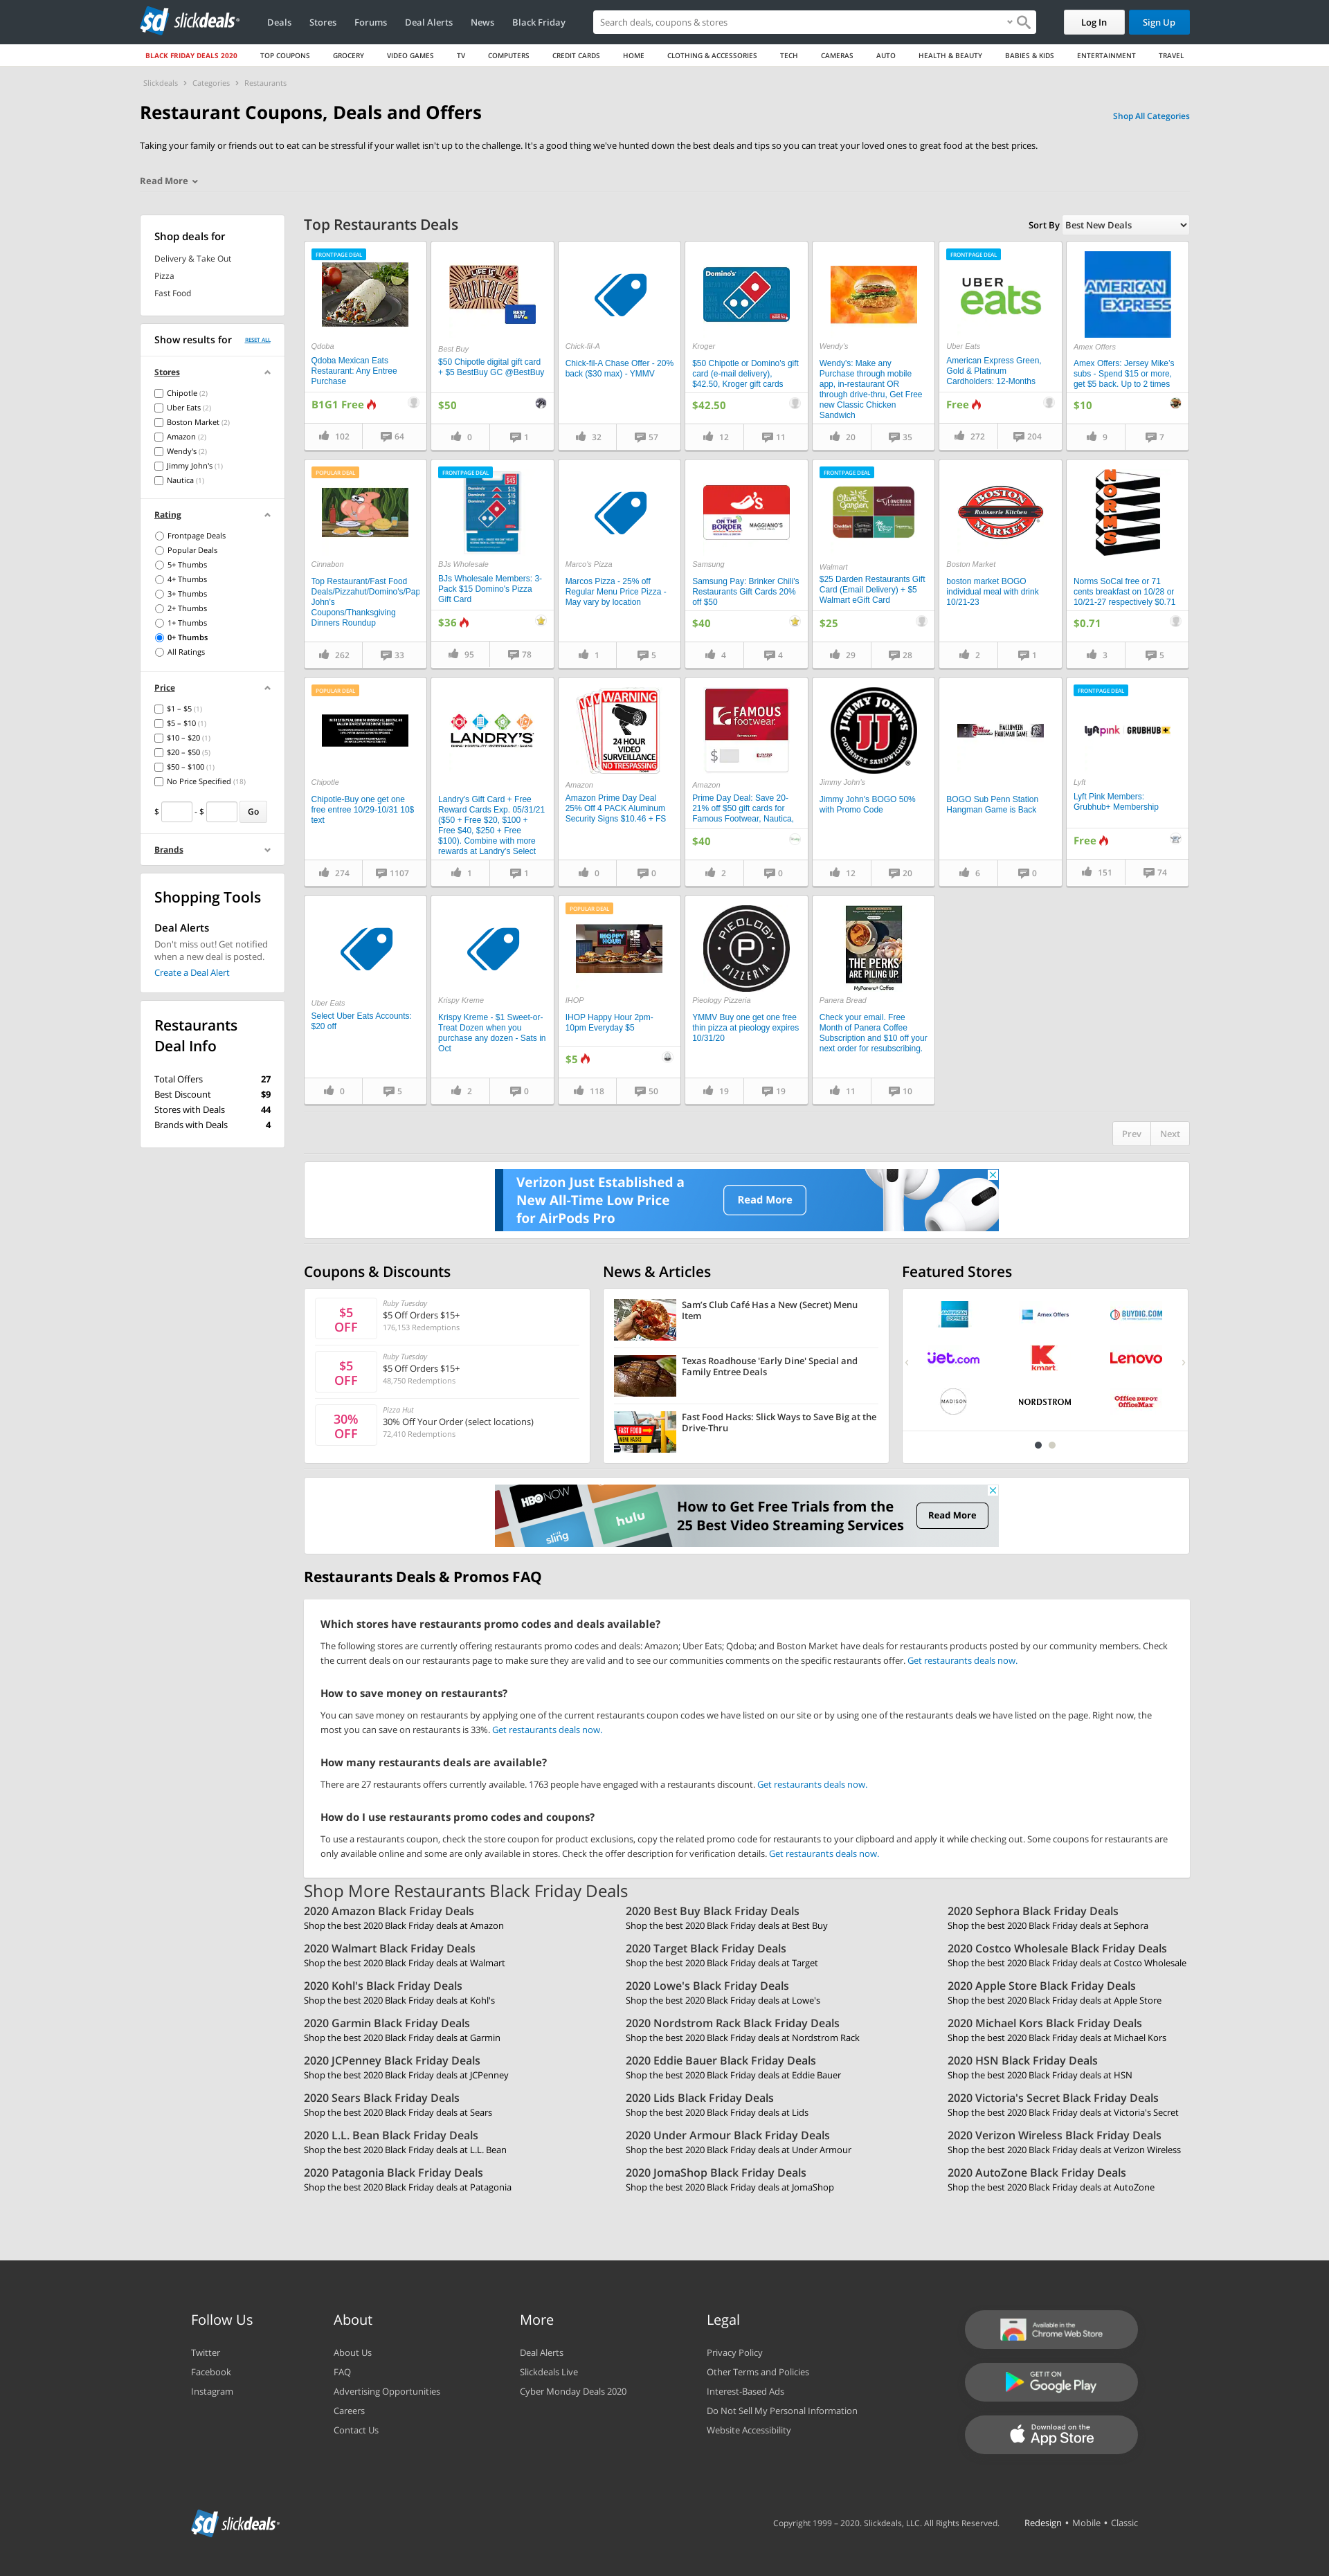 slickdeals
Deals
Stores
Forums
Deal Alerts
News
Black Friday
Search deals, coupons & stores
Log In
Sign Up
BLACK FRIDAY DEALS 2020
TOP COUPONS
GROCERY
VIDEO GAMES
TV
COMPUTERS
CREDIT CARDS
HOME
CLOTHING & ACCESSORIES
TECH
CAMERAS
AUTO
HEALTH & BEAUTY
BABIES & KIDS
ENTERTAINMENT
TRAVEL
Slickdeals > Categories > Restaurants
Restaurant Coupons, Deals and Offers
Shop All Categories
Taking your family or friends out to eat can be stressful if your wallet isn't up to the challenge. It's a good thing we've hunted down the best deals and tips so you can treat your loved ones to great food at the best prices.
Read More
Shop deals for
Delivery & Take Out
Pizza
Fast Food
Show results for
RESET ALL
Stores
Chipotle (2)
Uber Eats (2)
Boston Market (2)
Amazon (2)
Wendy's (2)
Jimmy John's (1)
Nautica (1)
Rating
Frontpage Deals
Popular Deals
5+ Thumbs
4+ Thumbs
3+ Thumbs
2+ Thumbs
1+ Thumbs
0+ Thumbs
All Ratings
Price
$1 – $5 (1)
$5 – $10 (1)
$10 – $20 (1)
$20 – $50 (5)
$50 – $100 (1)
No Price Specified (18)
$ - $ Go
Brands
Shopping Tools
Deal Alerts
Don't miss out! Get notified
when a new deal is posted.
Create a Deal Alert
Restaurants
Deal Info
Total Offers 27
Best Discount $9
Stores with Deals 44
Brands with Deals 4
Top Restaurants Deals
Sort By Best New Deals
FRONTPAGE DEAL
Qdoba
Qdoba Mexican Eats
Restaurant: Any Entree
Purchase
B1G1 Free
102
64
BEST BUY
Best Buy
$50 Chipotle digital gift card
+ $5 BestBuy GC @BestBuy
$50
0
1
Chick-fil-A
Chick-fil-A Chase Offer - 20%
back ($30 max) - YMMV
32
57
Domino's
Kroger
$50 Chipotle or Domino's gift
card (e-mail delivery),
$42.50, Kroger gift cards
$42.50
12
11
Wendy's
Wendy's: Make any
Purchase through mobile
app, in-restaurant OR
through drive-thru, Get Free
new Classic Chicken
Sandwich
20
35
FRONTPAGE DEAL
UBER
eats
Uber Eats
American Express Green,
Gold & Platinum
Cardholders: 12-Months
Free
272
204
AMERICAN
EXPRESS
Amex Offers
Amex Offers: Jersey Mike's
subs - Spend $15 or more,
get $5 back. Up to 2 times
$10
9
7
POPULAR DEAL
Cinnabon
Top Restaurant/Fast Food
Deals/Pizzahut/Domino's/Pap
John's
Coupons/Thanksgiving
Dinners Roundup
262
33
FRONTPAGE DEAL
$45
$15
$15
$15
BJs Wholesale
BJs Wholesale Members: 3-
Pack $15 Domino's Pizza
Gift Card
$36
95
78
Marco's Pizza
Marcos Pizza - 25% off
Regular Menu Price Pizza -
May vary by location
1
5
ON THE
BORDER
MAGGIANO'S
Samsung
Samsung Pay: Brinker Chili's
Restaurants Gift Cards 20%
off $50
$40
4
4
FRONTPAGE DEAL
Olive
Garden
LONGHORN
Walmart
$25 Darden Restaurants Gift
Card (Email Delivery) + $5
Walmart eGift Card
$25
29
28
BOSTON
Rotisserie Kitchen
MARKET
Boston Market
boston market BOGO
individual meal with drink
10/21-23
2
1
NORMS
Norms SoCal free or 71
cents breakfast on 10/28 or
10/21-27 respectively $0.71
$0.71
3
5
POPULAR DEAL
Chipotle
Chipotle-Buy one get one
free entree 10/29-10/31 10$
text
274
1107
LANDRY'S
Landry's Gift Card + Free
Reward Cards Exp. 05/31/21
($50 + Free $20, $100 +
Free $40, $250 + Free
$100). Combine with more
rewards at Landry's Select
1
1
WARNING
24 HOUR
VIDEO
SURVEILLANCE
NO TRESPASSING
Amazon
Amazon Prime Day Deal
25% Off 4 PACK Aluminum
Security Signs $10.46 + FS
0
0
FAMOUS
footwear.
$
Amazon
Prime Day Deal: Save 20-
21% off $50 gift cards for
Famous Footwear, Nautica,
$40
2
0
JIMMY JOHN'S
JJ
GOURMET SANDWICHES
Jimmy John's
Jimmy John's BOGO 50%
with Promo Code
12
20
HALLOWEEN
HANGMAN GAME
BOGO Sub Penn Station
Hangman Game is Back
6
0
FRONTPAGE DEAL
lyft pink GRUBHUB+
Lyft
Lyft Pink Members:
Grubhub+ Membership
Free
151
74
Uber Eats
Select Uber Eats Accounts:
$20 off
0
5
Krispy Kreme
Krispy Kreme - $1 Sweet-or-
Treat Dozen when you
purchase any dozen - Sats in
Oct
2
0
POPULAR DEAL
IHOPPY
HOUR
$5
IHOP
IHOP Happy Hour 2pm-
10pm Everyday $5
$5
118
50
PIEOLOGY
P
PIZZERIA
Pieology Pizzeria
YMMV Buy one get one free
thin pizza at pieology expires
10/31/20
19
19
THE PERKS
ARE PILING UP.
MyPanera+ Coffee
Panera Bread
Check your email. Free
Month of Panera Coffee
Subscription and $10 off your
next order for resubscribing.
11
10
Prev
Next
Verizon Just Established a
New All-Time Low Price
for AirPods Pro
Read More
Coupons & Discounts
$5
OFF
Ruby Tuesday
$5 Off Orders $15+
176,153 Redemptions
$5
OFF
Ruby Tuesday
$5 Off Orders $15+
48,750 Redemptions
30%
OFF
Pizza Hut
30% Off Your Order (select locations)
72,410 Redemptions
News & Articles
Sam's Club Café Has a New (Secret) Menu
Item
Texas Roadhouse 'Early Dine' Special and
Family Entree Deals
FAST FOOD
MENU HACKS
Fast Food Hacks: Slick Ways to Save Big at the
Drive-Thru
Featured Stores
Amex Offers
BUYDIG.COM
jet.com
kmart
Lenovo
MADISON
NORDSTROM
Office DEPOT
OfficeMax
HBO NOW
hulu
sling
How to Get Free Trials from the
25 Best Video Streaming Services
Read More
Restaurants Deals & Promos FAQ
Which stores have restaurants promo codes and deals available?
The following stores are currently offering restaurants promo codes and deals: Amazon; Uber Eats; Qdoba; and Boston Market have deals for restaurants products posted by our community members. Check
the current deals on our restaurants page to make sure they are valid and to see our communities comments on the specific restaurants offer. Get restaurants deals now.
How to save money on restaurants?
You can save money on restaurants by applying one of the current restaurants coupon codes we have listed on our site or by using one of the restaurants deals we have listed on the page. Right now, the
most you can save on restaurants is 33%. Get restaurants deals now.
How many restaurants deals are available?
There are 27 restaurants offers currently available. 1763 people have engaged with a restaurants discount. Get restaurants deals now.
How do I use restaurants promo codes and coupons?
To use a restaurants coupon, check the store coupon for product exclusions, copy the related promo code for restaurants to your clipboard and apply it while checking out. Some coupons for restaurants are
only available online and some are only available in stores. Check the offer description for verification details. Get restaurants deals now.
Shop More Restaurants Black Friday Deals
2020 Amazon Black Friday Deals
Shop the best 2020 Black Friday deals at Amazon
2020 Best Buy Black Friday Deals
Shop the best 2020 Black Friday deals at Best Buy
2020 Sephora Black Friday Deals
Shop the best 2020 Black Friday deals at Sephora
2020 Walmart Black Friday Deals
Shop the best 2020 Black Friday deals at Walmart
2020 Target Black Friday Deals
Shop the best 2020 Black Friday deals at Target
2020 Costco Wholesale Black Friday Deals
Shop the best 2020 Black Friday deals at Costco Wholesale
2020 Kohl's Black Friday Deals
Shop the best 2020 Black Friday deals at Kohl's
2020 Lowe's Black Friday Deals
Shop the best 2020 Black Friday deals at Lowe's
2020 Apple Store Black Friday Deals
Shop the best 2020 Black Friday deals at Apple Store
2020 Garmin Black Friday Deals
Shop the best 2020 Black Friday deals at Garmin
2020 Nordstrom Rack Black Friday Deals
Shop the best 2020 Black Friday deals at Nordstrom Rack
2020 Michael Kors Black Friday Deals
Shop the best 2020 Black Friday deals at Michael Kors
2020 JCPenney Black Friday Deals
Shop the best 2020 Black Friday deals at JCPenney
2020 Eddie Bauer Black Friday Deals
Shop the best 2020 Black Friday deals at Eddie Bauer
2020 HSN Black Friday Deals
Shop the best 2020 Black Friday deals at HSN
2020 Sears Black Friday Deals
Shop the best 2020 Black Friday deals at Sears
2020 Lids Black Friday Deals
Shop the best 2020 Black Friday deals at Lids
2020 Victoria's Secret Black Friday Deals
Shop the best 2020 Black Friday deals at Victoria's Secret
2020 L.L. Bean Black Friday Deals
Shop the best 2020 Black Friday deals at L.L. Bean
2020 Under Armour Black Friday Deals
Shop the best 2020 Black Friday deals at Under Armour
2020 Verizon Wireless Black Friday Deals
Shop the best 2020 Black Friday deals at Verizon Wireless
2020 Patagonia Black Friday Deals
Shop the best 2020 Black Friday deals at Patagonia
2020 JomaShop Black Friday Deals
Shop the best 2020 Black Friday deals at JomaShop
2020 AutoZone Black Friday Deals
Shop the best 2020 Black Friday deals at AutoZone
Follow Us
Twitter
Facebook
Instagram
About
About Us
FAQ
Advertising Opportunities
Careers
Contact Us
More
Deal Alerts
Slickdeals Live
Cyber Monday Deals 2020
Legal
Privacy Policy
Other Terms and Policies
Interest-Based Ads
Do Not Sell My Personal Information
Website Accessibility
Available in the
Chrome Web Store
GET IT ON
Google Play
Download on the
App Store
slickdeals
Copyright 1999 – 2020. Slickdeals, LLC. All Rights Reserved.
Redesign • Mobile • Classic